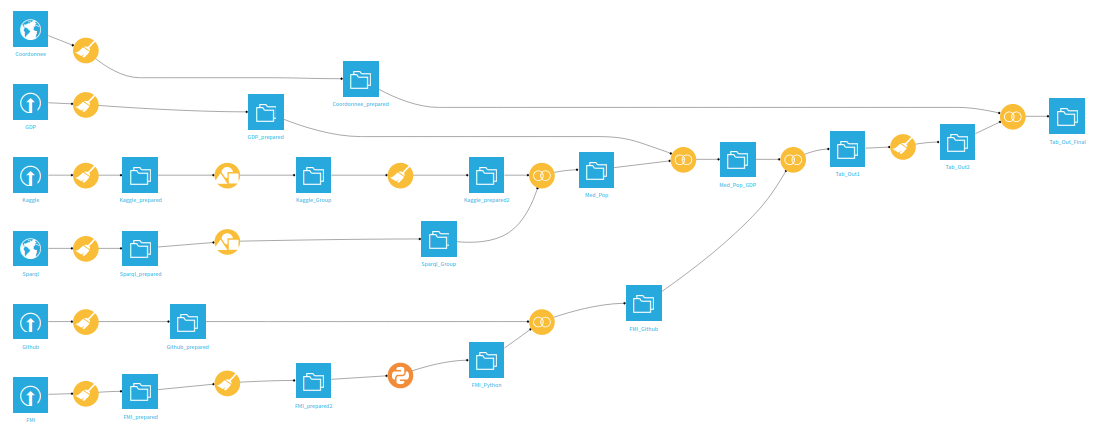 Coordonnee
Coordonnee_prepared
GDP
GDP_prepared
Tab_Out_Final
Kaggle
Kaggle_prepared
Kaggle_Group
Kaggle_prepared2
Med_Pop
Med_Pop_GDP
Tab_Out1
Tab_Out2
Sparql
Sparql_prepared
Sparql_Group
Github
Github_prepared
FMI_Github
FMI
FMI_prepared
FMI_prepared2
FMI_Python